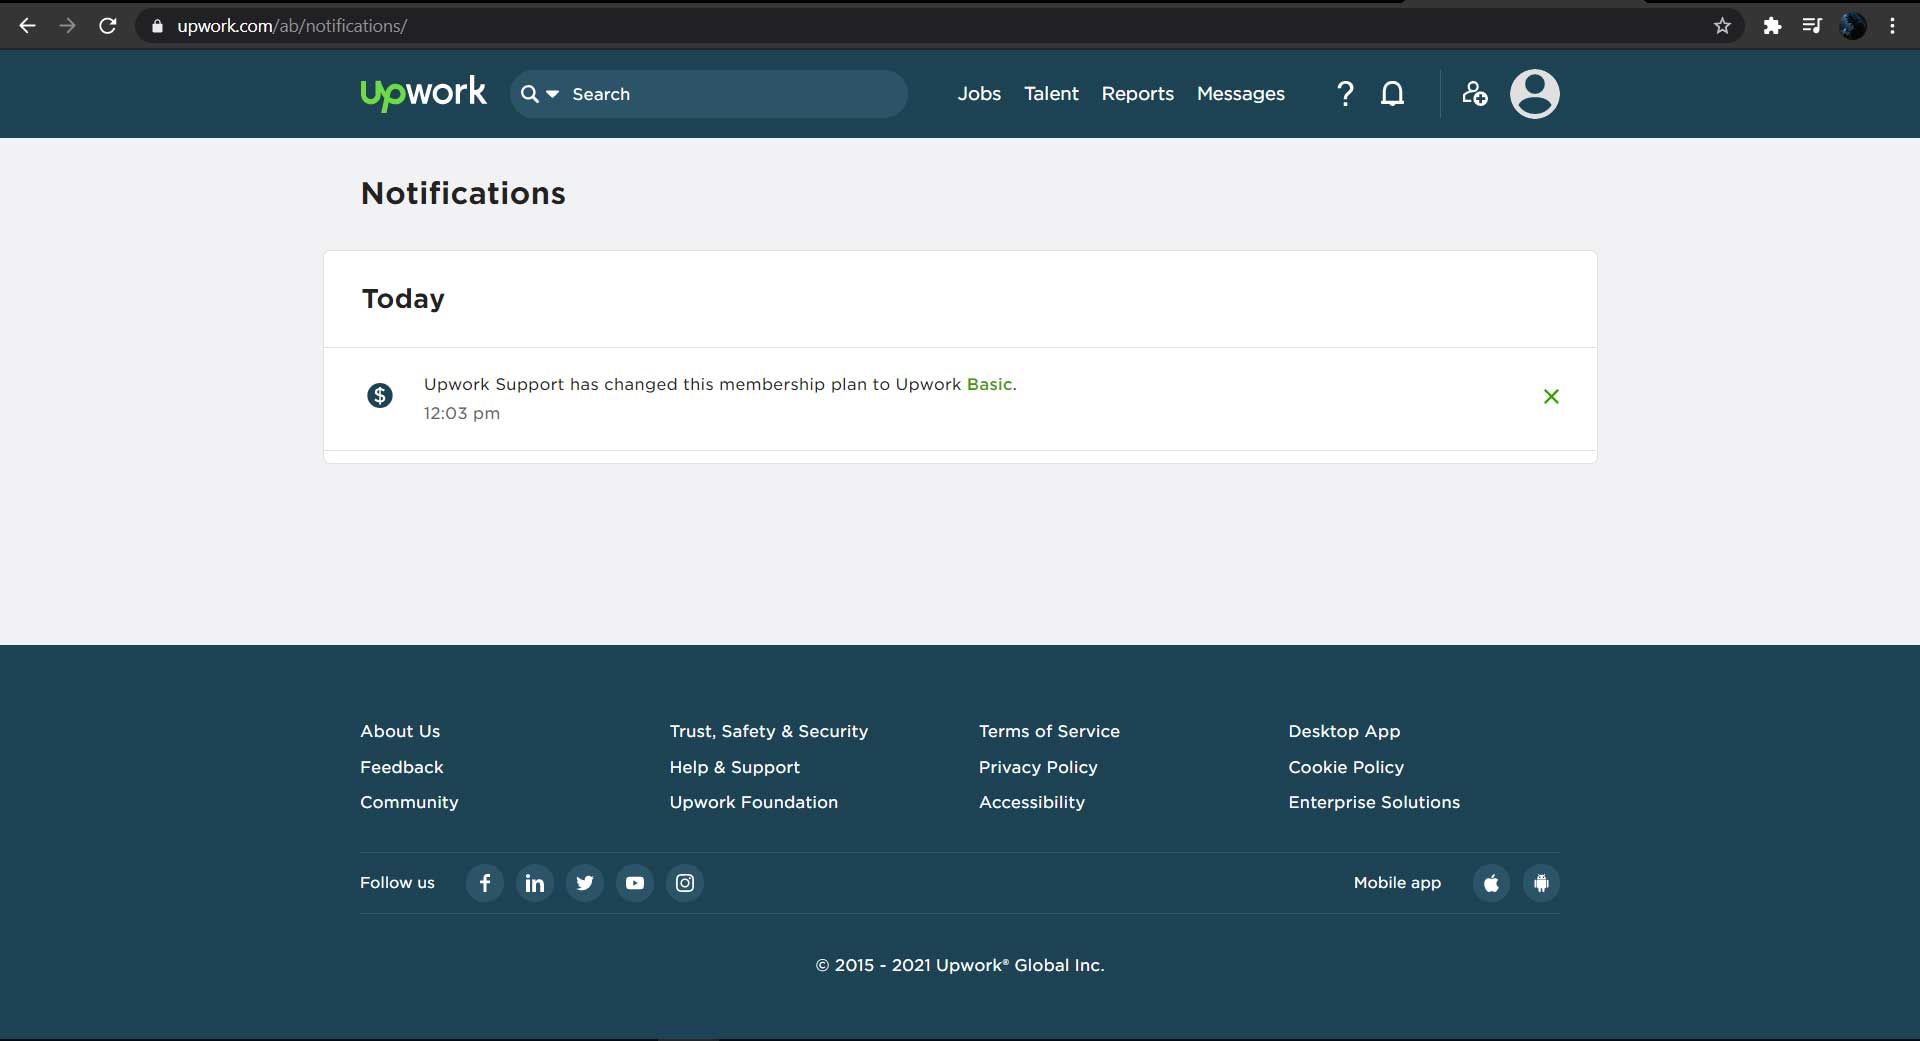 upwork.com/ab/notifications/
upwork
Search
Jobs Talent Reports Messages
Notifications
Today
Upwork Support has changed this membership plan to Upwork Basic.
12:03 pm
About Us
Feedback
Community
Trust, Safety & Security
Help & Support
Upwork Foundation
Terms of Service
Privacy Policy
Accessibility
Desktop App
Cookie Policy
Enterprise Solutions
Follow us
Mobile app
© 2015 - 2021 Upwork® Global Inc.